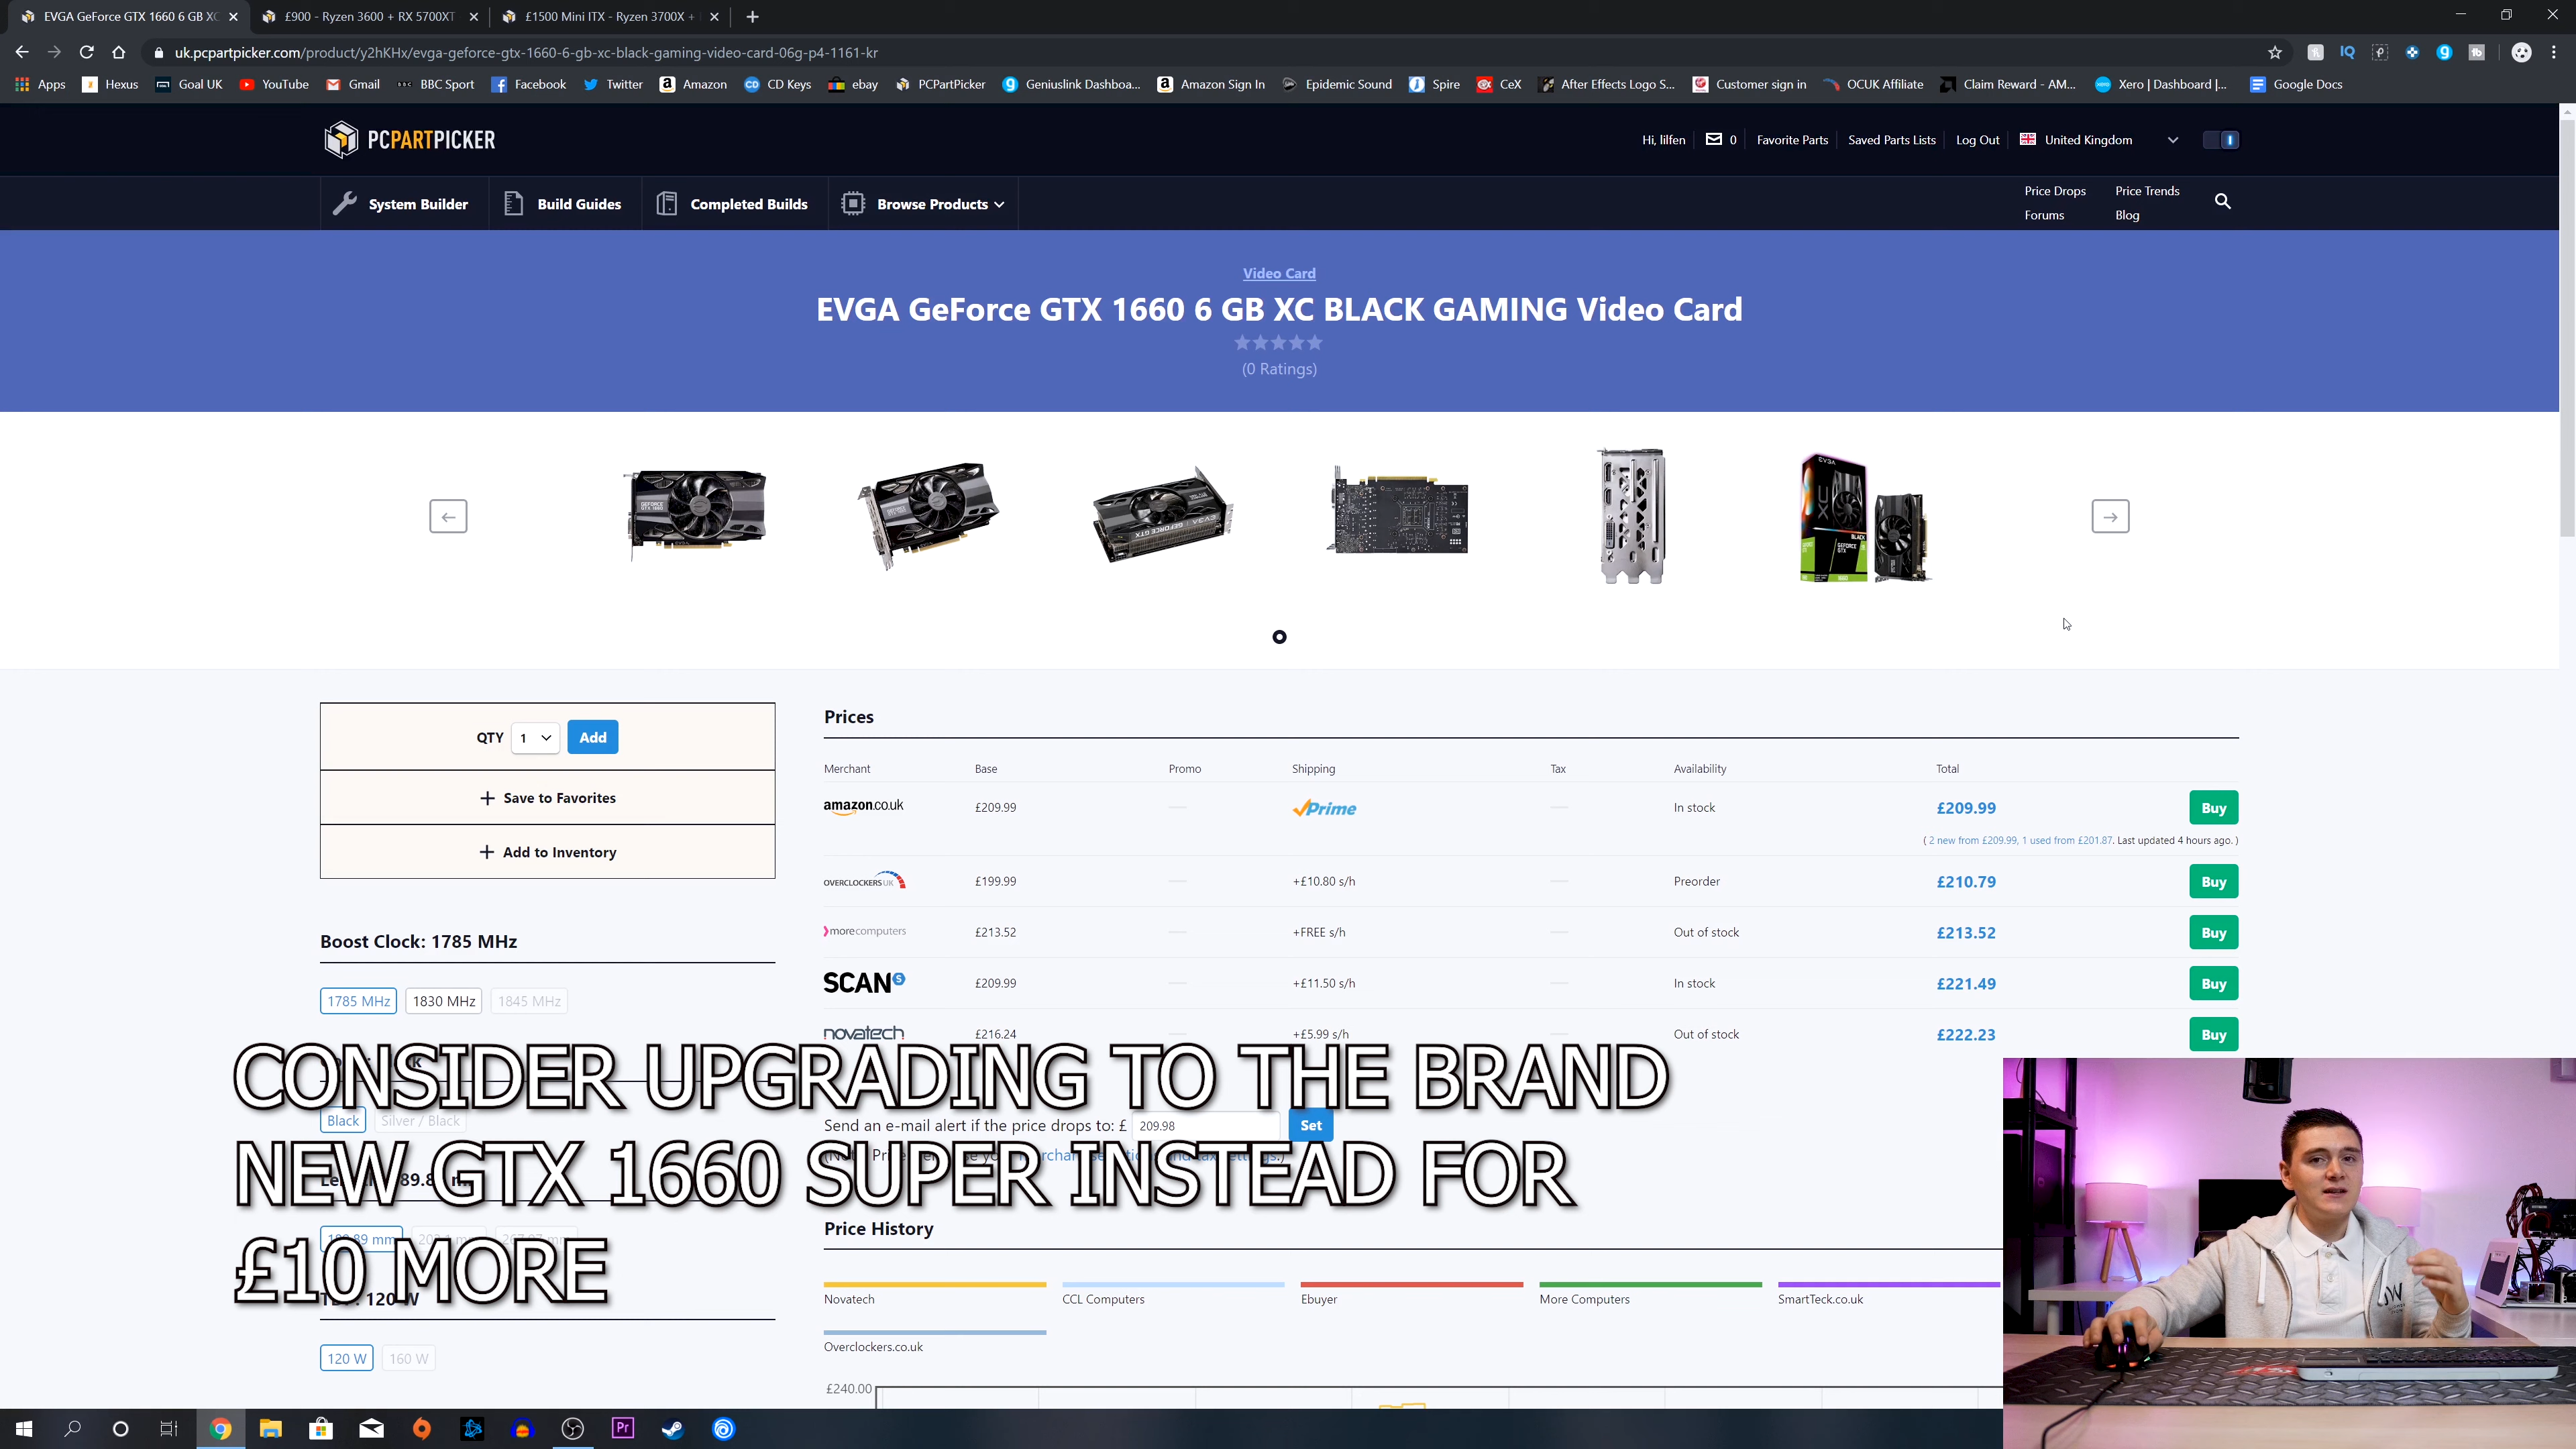 EVGA GeForce GTX 1660 6 GB XC
£900 - Ryzen 3600 + RX 5700XT
£1500 Mini ITX - Ryzen 3700X +
uk.pcpartpicker.com/product/y2hKHx/evga-geforce-gtx-1660-6-gb-xc-black-gaming-video-card-06g-p4-1161-kr
Apps Hexus Goal UK YouTube Gmail BBC Sport Facebook Twitter Amazon CD Keys ebay PCPartPicker Geniuslink Dashboa... Amazon Sign In Epidemic Sound Spire CeX After Effects Logo S... Customer sign in OCUK Affiliate Claim Reward - AM... Xero | Dashboard |... Google Docs
PCPARTPICKER
Hi, lilfen 0 Favorite Parts Saved Parts Lists Log Out United Kingdom
System Builder Build Guides Completed Builds Browse Products
Price Drops Price Trends
Forums Blog
Video Card
EVGA GeForce GTX 1660 6 GB XC BLACK GAMING Video Card
(0 Ratings)
QTY 1 Add
+ Save to Favorites
+ Add to Inventory
Boost Clock: 1785 MHz
1785 MHz 1830 MHz 1845 MHz
Black Silver / Black
120 W 160 W
Prices
Merchant Base Promo Shipping Tax Availability Total
amazon.co.uk £209.99 Prime In stock £209.99 Buy
( 2 new from £209.99, 1 used from £201.87. Last updated 4 hours ago. )
OVERCLOCKERS UK £199.99 +£10.80 s/h Preorder £210.79 Buy
morecomputers £213.52 +FREE s/h Out of stock £213.52 Buy
SCAN £209.99 +£11.50 s/h In stock £221.49 Buy
novatech £216.24 +£5.99 s/h Out of stock £222.23 Buy
Send an e-mail alert if the price drops to: £ 209.98 Set
CONSIDER UPGRADING TO THE BRAND
NEW GTX 1660 SUPER INSTEAD FOR
£10 MORE
Price History
Novatech CCL Computers Ebuyer More Computers SmartTeck.co.uk
Overclockers.co.uk
£240.00